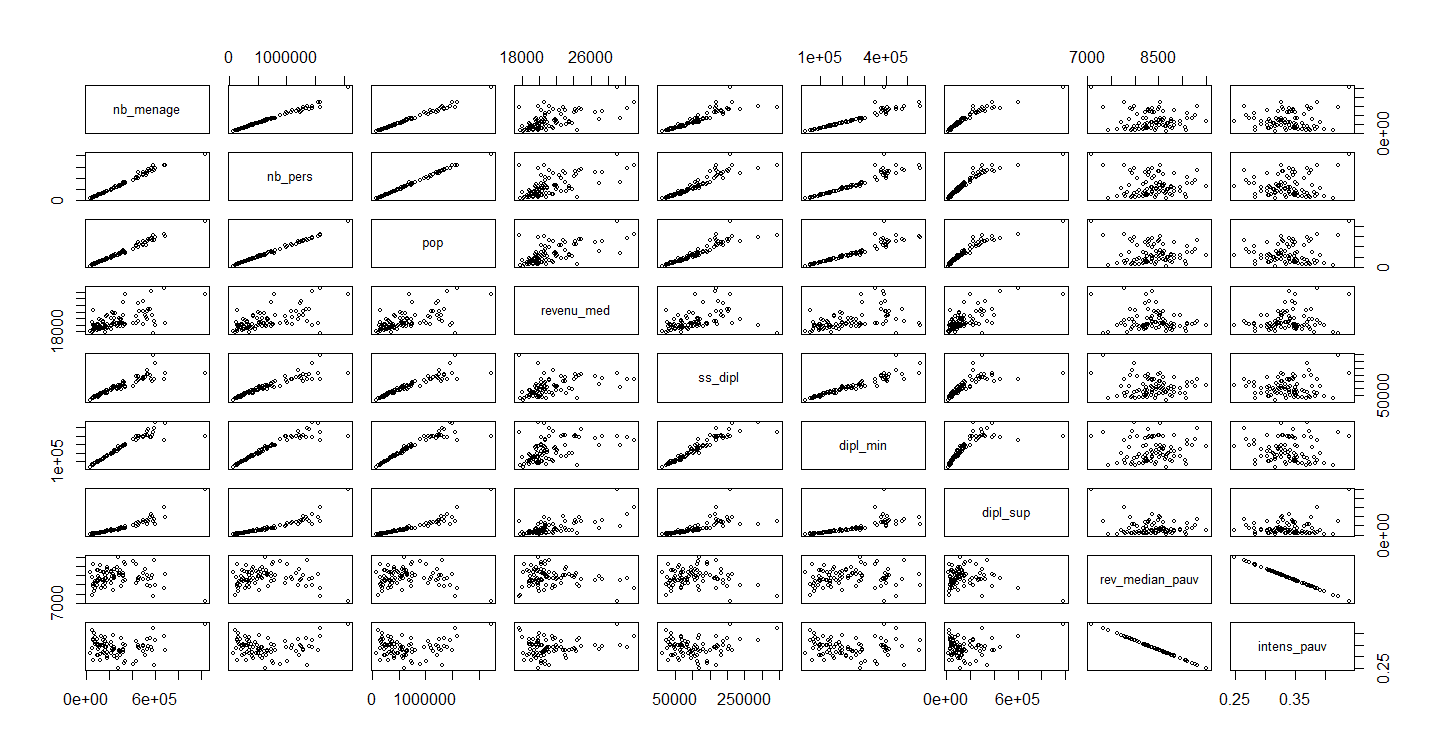 0 1000000 18000 26000 1e+05 4e+05 7000 8500
nb_menage
0e+00
nb_pers
0
pop
0
revenu_med
18000
ss_dipl
50000
dipl_min
1e+05
dipl_sup
0e+00
rev_median_pauv
7000
intens_pauv
0.25
0e+00 6e+05 0 1000000 50000 250000 0e+00 6e+05 0.25 0.35